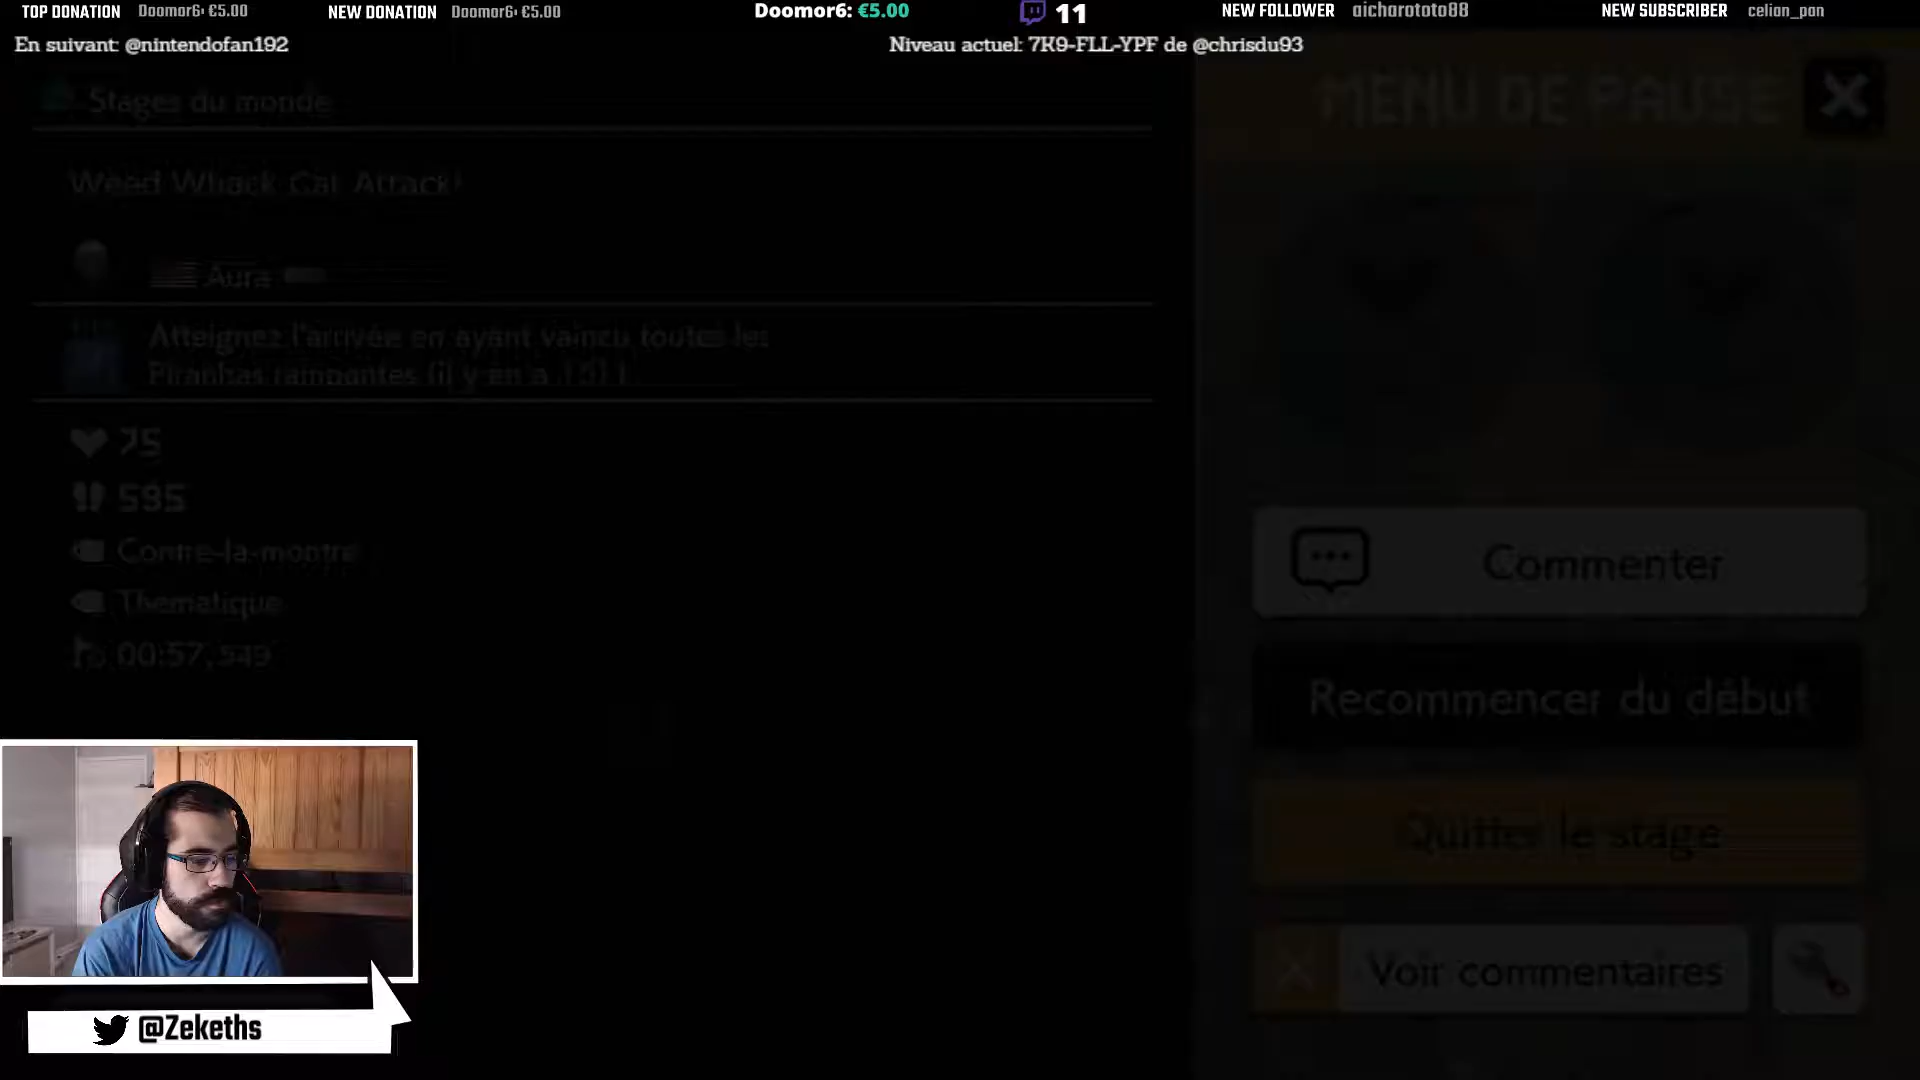 TOP DONATION Doomor6: €5.00 NEW DONATION Doomor6: €5.00 Doomor6: €5.00 11 NEW FOLLOWER aicharototo88 NEW SUBSCRIBER celian_pan
En suivant: @nintendofan192 Niveau actuel: 7K9-FLL-YPF de @chrisdu93
Stages du monde
MENU DE PAUSE
Weed Whack Cat Attack!
Aura
Atteignez l'arrivée en ayant vaincu toutes les
Piranhas rampantes (il y en a 15) !
75
595
Contre-la-montre
Thématique
00:57,549
Commenter
Recommencer du début
Quitter le stage
Voir commentaires
@Zekeths